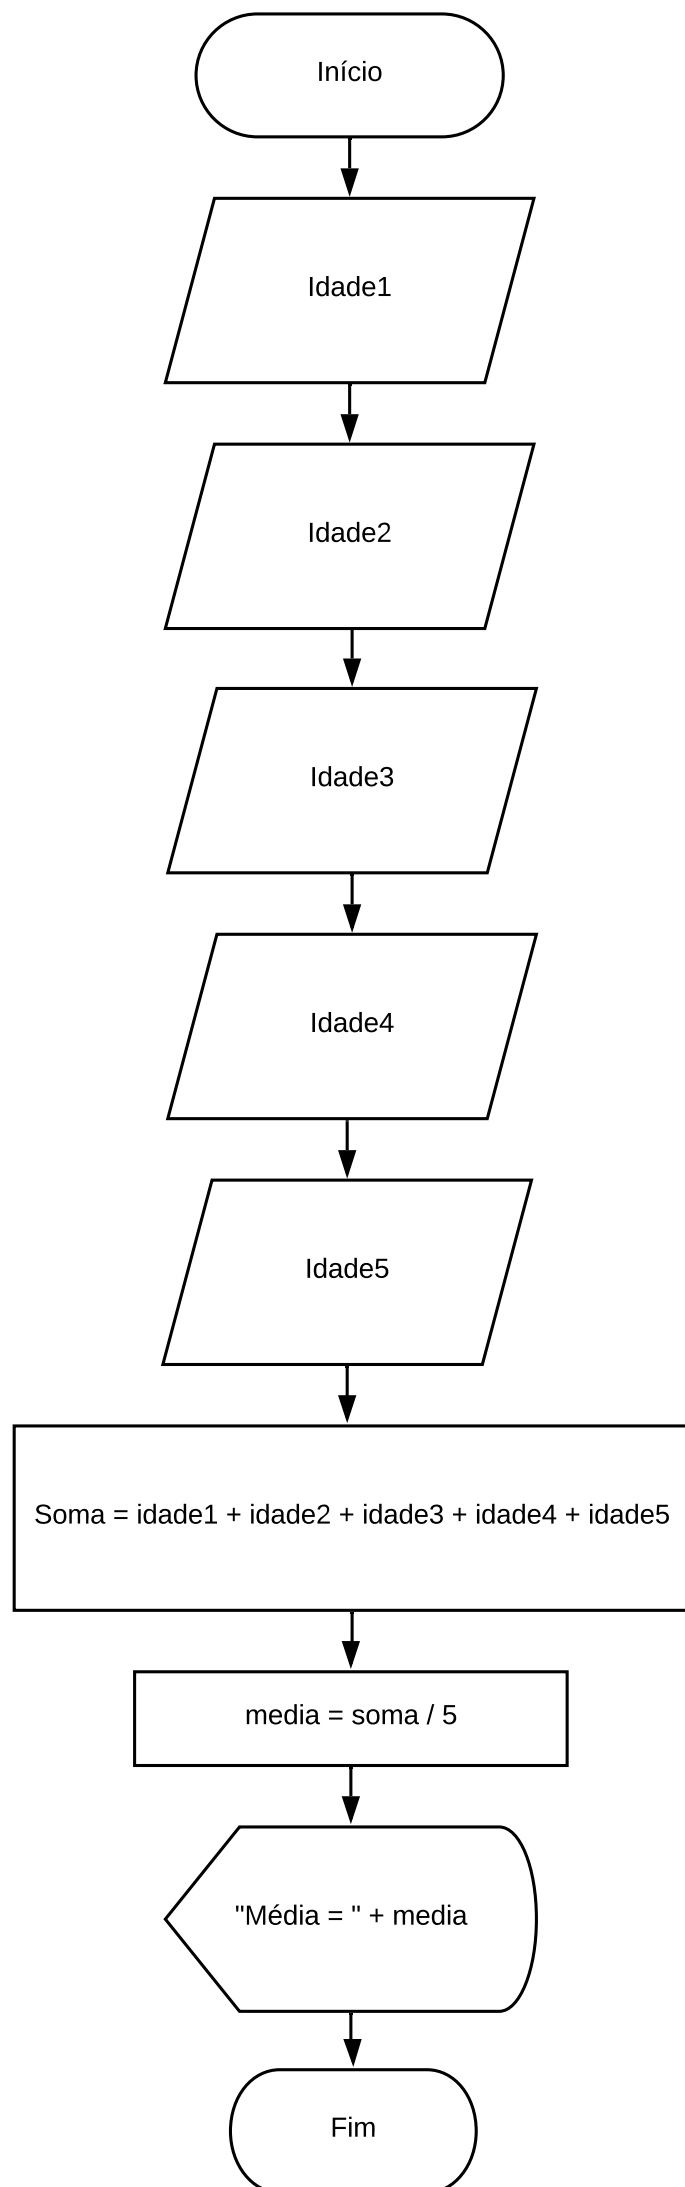 Início
Idade1
Idade2
Idade3
Idade4
Idade5
Soma = idade1 + idade2 + idade3 + idade4 + idade5
media = soma / 5
"Média = " + media
Fim